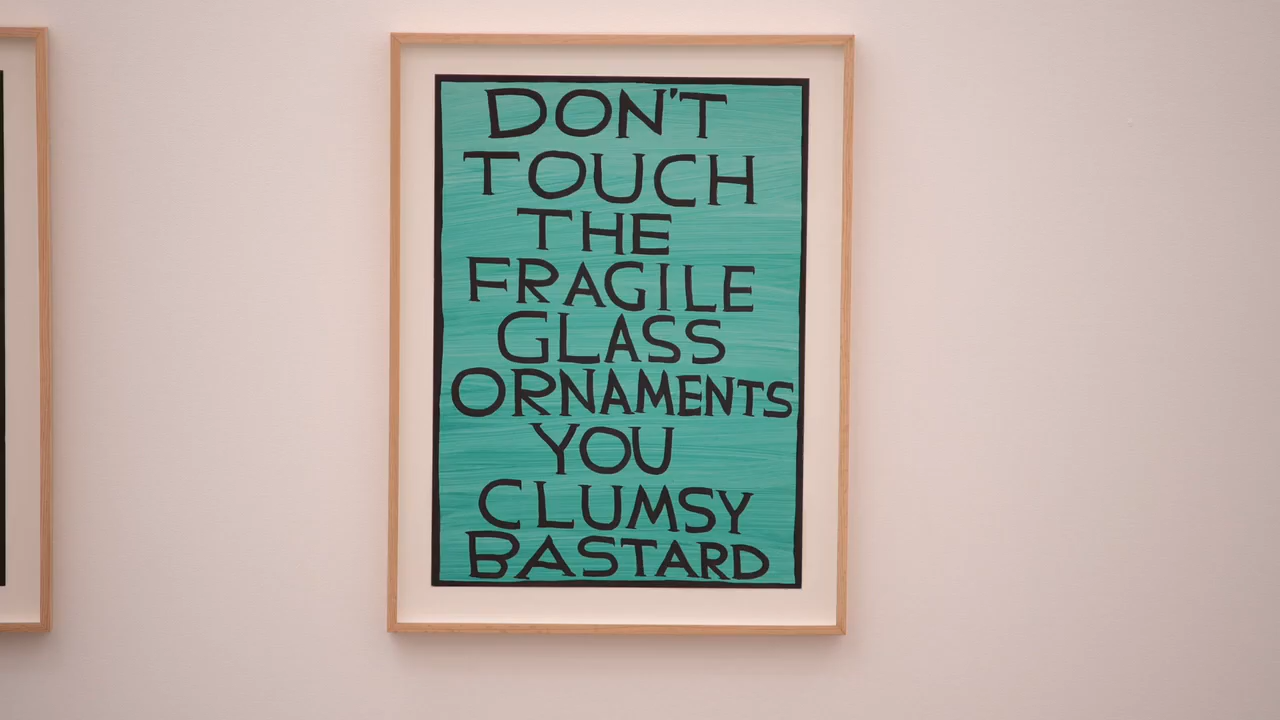 DON'T
TOUCH
THE
FRAGILE
GLASS
ORNAMENTS
YOU
CLUMSY
BASTARD